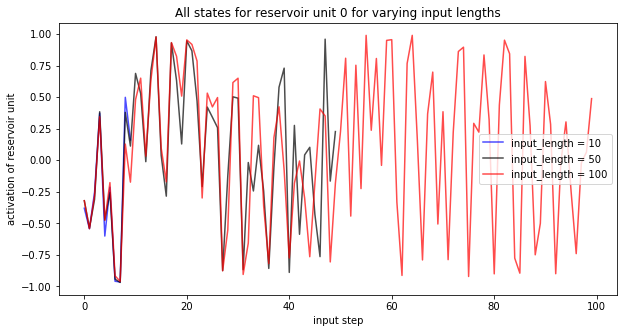 All states for reservoir unit 0 for varying input lengths
activation of reservoir unit
1.00
0.75
0.50
0.25
0.00
−0.25
−0.50
−0.75
−1.00
input_length = 10
input_length = 50
input_length = 100
0 20 40 60 80 100
input step